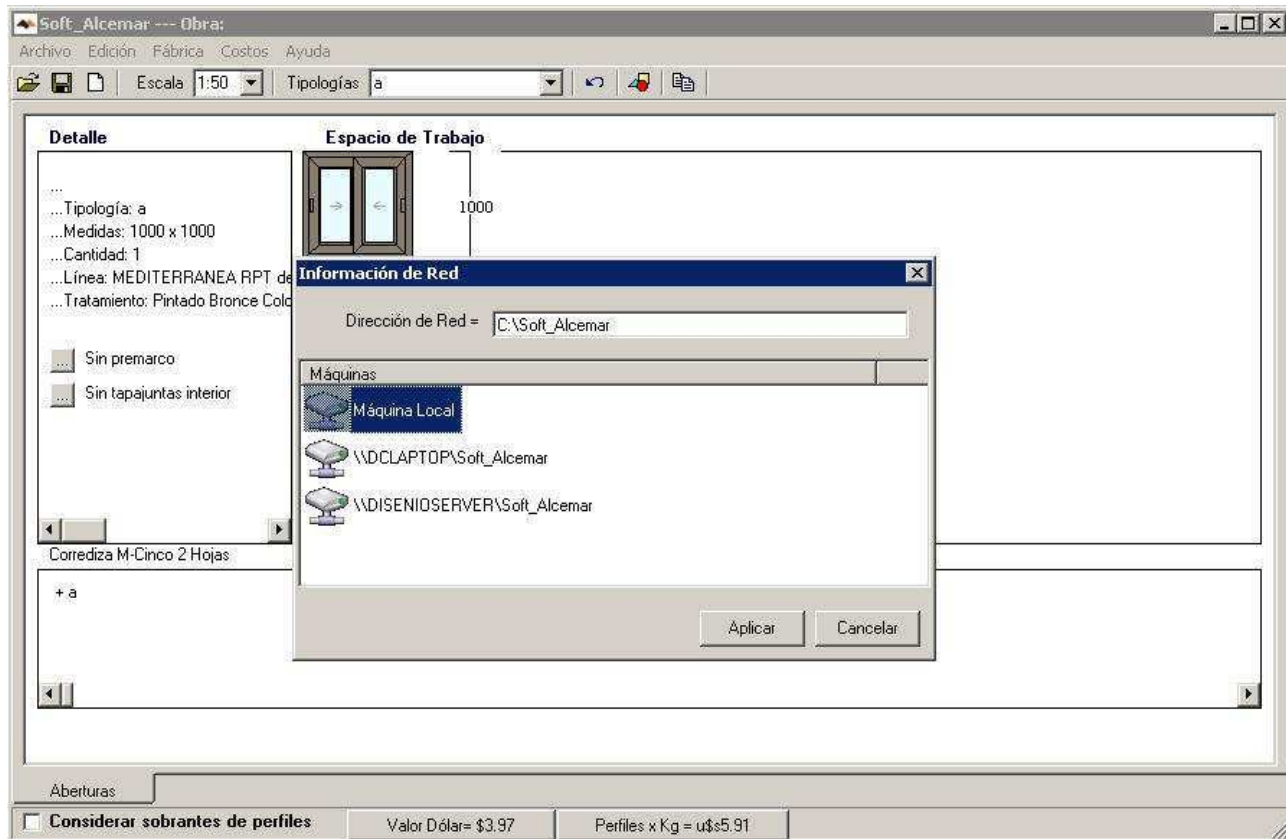 Soft_Alcemar --- Obra:
Archivo Edición Fábrica Costos Ayuda
Escala 1:50 Tipologías a
Detalle
Espacio de Trabajo
...
...Tipología: a
...Medidas: 1000 x 1000
...Cantidad: 1
...Línea: MEDITERRANEA RPT de
...Tratamiento: Pintado Bronce Colo
1000
... Sin premarco
... Sin tapajuntas interior
Información de Red
Dirección de Red = C:\Soft_Alcemar
Máquinas
Máquina Local
\\DCLAPTOP\Soft_Alcemar
\\DISENIOSERVER\Soft_Alcemar
Aplicar Cancelar
Corrediza M-Cinco 2 Hojas
+ a
Aberturas
Considerar sobrantes de perfiles Valor Dólar= $3.97 Perfiles x Kg = u$s5.91